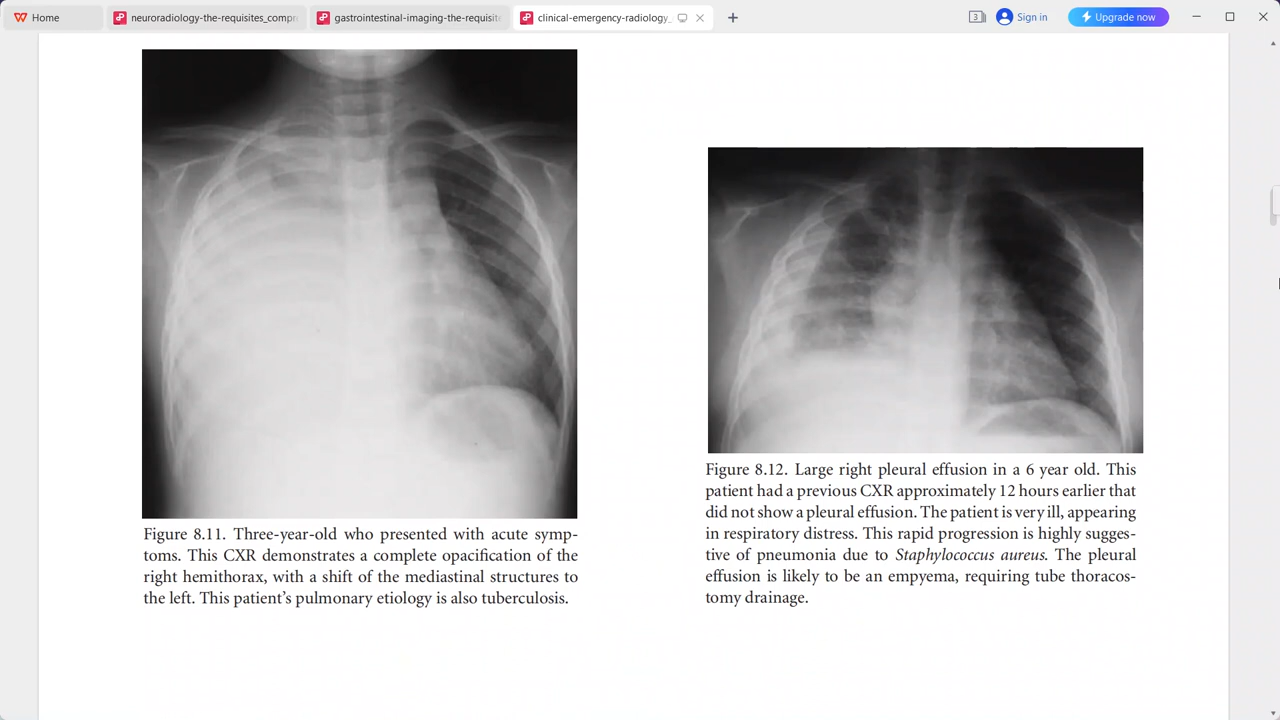 Home
neuroradiology-the-requisites_compr
gastrointestinal-imaging-the-requisite
clinical-emergency-radiology_
3
Sign in
Upgrade now
Figure 8.11. Three-year-old who presented with acute symp-
toms. This CXR demonstrates a complete opacification of the
right hemithorax, with a shift of the mediastinal structures to
the left. This patient's pulmonary etiology is also tuberculosis.
Figure 8.12. Large right pleural effusion in a 6 year old. This
patient had a previous CXR approximately 12 hours earlier that
did not show a pleural effusion. The patient is very ill, appearing
in respiratory distress. This rapid progression is highly sugges-
tive of pneumonia due to Staphylococcus aureus. The pleural
effusion is likely to be an empyema, requiring tube thoracos-
tomy drainage.